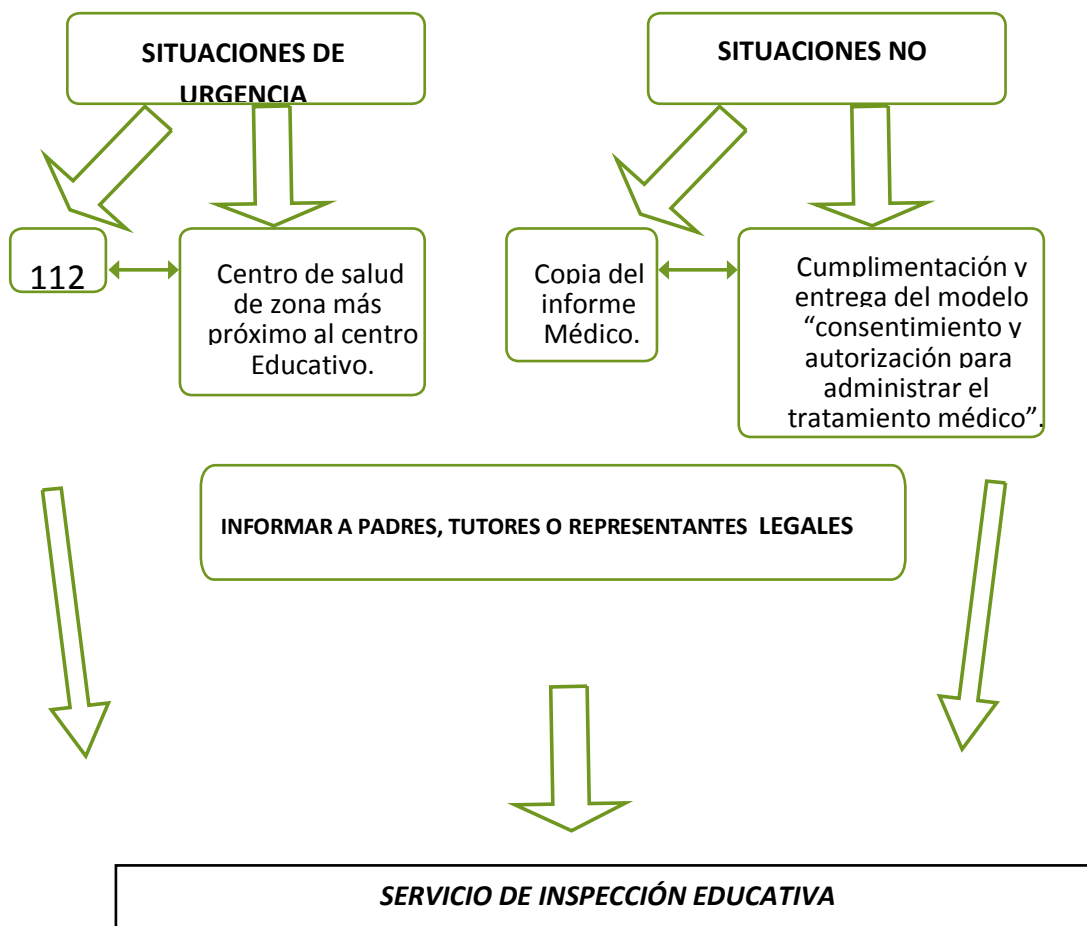 SITUACIONES DE
URGENCIA
SITUACIONES NO
112
Centro de salud
de zona más
próximo al centro
Educativo.
Copia del
informe
Médico.
Cumplimentación y
entrega del modelo
“consentimiento y
autorización para
administrar el
tratamiento médico”.
INFORMAR A PADRES, TUTORES O REPRESENTANTES LEGALES
SERVICIO DE INSPECCIÓN EDUCATIVA